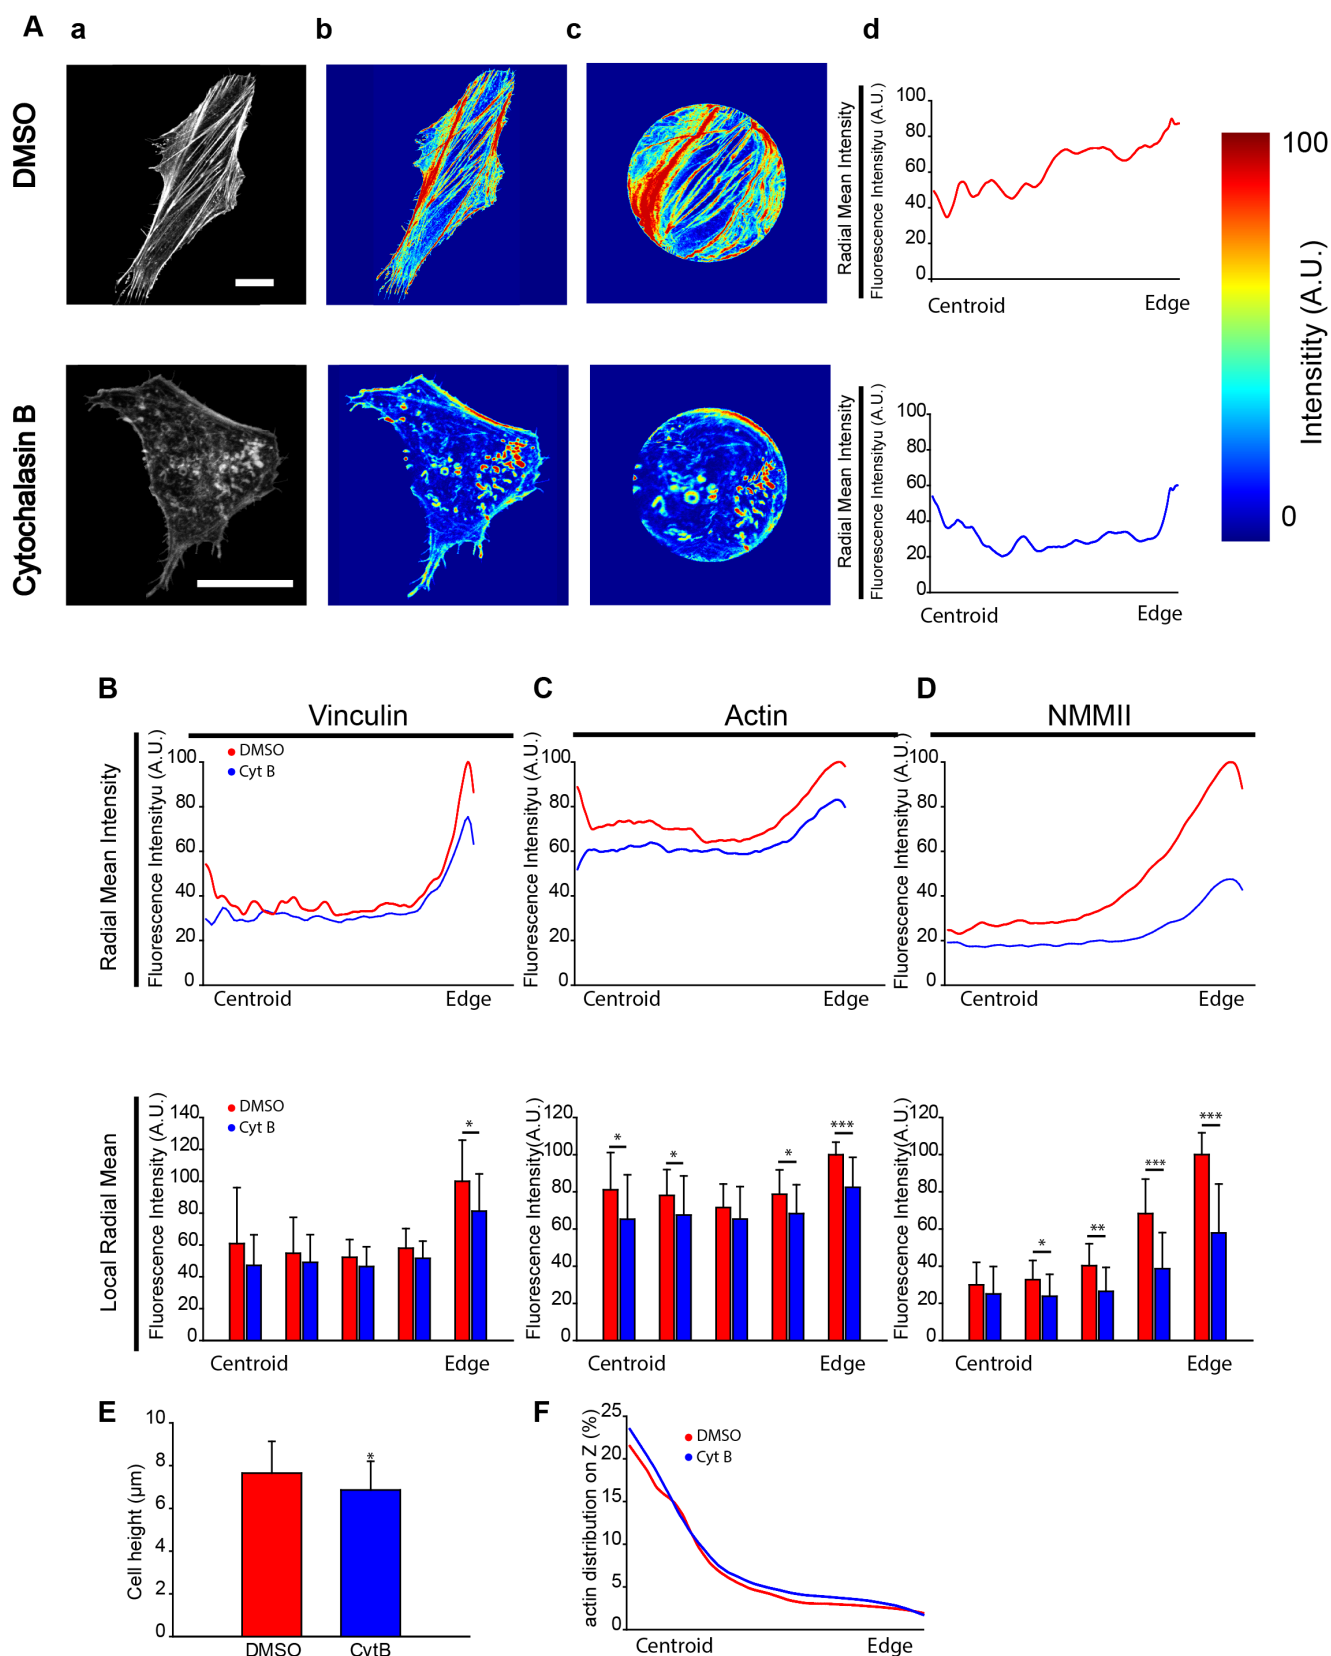 A
a
b
c
d
DMSO
Radial Mean Intensity
Fluorescence Intensityu (A.U.)
100
80
60
40
20
0
Centroid
Edge
100
Intensitity (A.U.)
0
Cytochalasin B
Radial Mean Intensity
Fluorescence Intensityu (A.U.)
100
80
60
40
20
0
Centroid
Edge
B
Vinculin
C
Actin
D
NMMII
Radial Mean Intensity
Fluorescence Intensityu (A.U.)
100
80
60
40
20
0
DMSO
Cyt B
Centroid
Edge
Fluorescence Intensityu (A.U.)
100
80
60
40
20
0
Centroid
Edge
Fluorescence Intensityu (A.U.)
100
80
60
40
20
0
Centroid
Edge
Local Radial Mean
Fluorescence Intensity (A.U.)
140
120
100
80
60
40
20
0
DMSO
Cyt B
*
Centroid
Edge
Fluorescence Intensity(A.U.)
120
100
80
60
40
20
0
*
*
*
***
Centroid
Edge
Fluorescence Intensity(A.U.)
120
100
80
60
40
20
0
*
**
***
***
Centroid
Edge
E
Cell height (μm)
10
8
6
4
2
0
*
DMSO
CytB
F
actin distribution on Z (%)
25
20
15
10
5
0
DMSO
Cyt B
Centroid
Edge